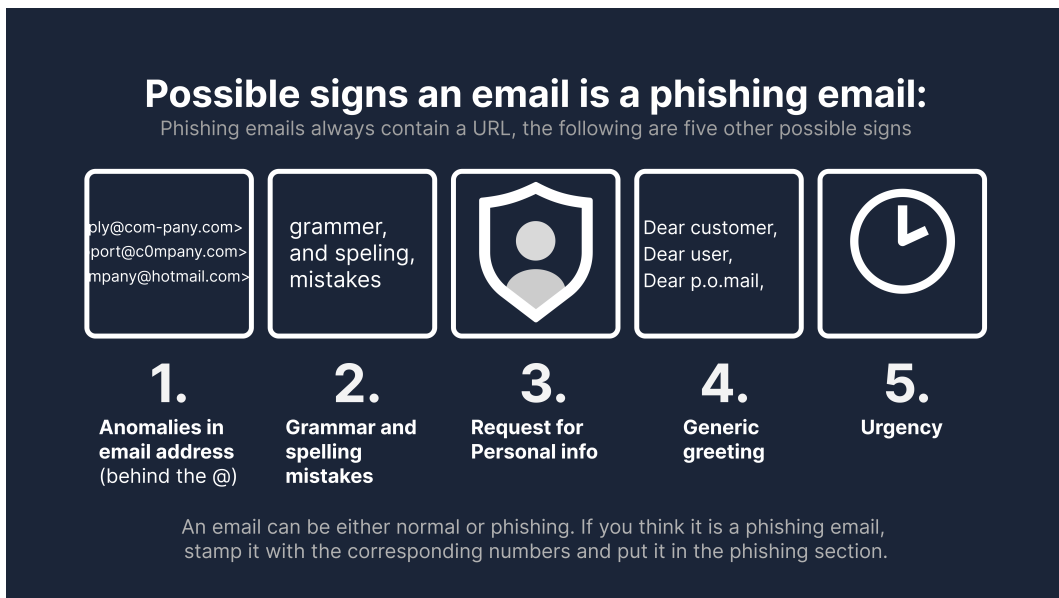 Possible signs an email is a phishing email:
Phishing emails always contain a URL, the following are five other possible signs
ply@com-pany.com>
port@c0mpany.com>
mpany@hotmail.com>
grammer,
and speling,
mistakes
Dear customer,
Dear user,
Dear p.o.mail,
1.
Anomalies in
email address
(behind the @)
2.
Grammar and
spelling
mistakes
3.
Request for
Personal info
4.
Generic
greeting
5.
Urgency
An email can be either normal or phishing. If you think it is a phishing email,
stamp it with the corresponding numbers and put it in the phishing section.